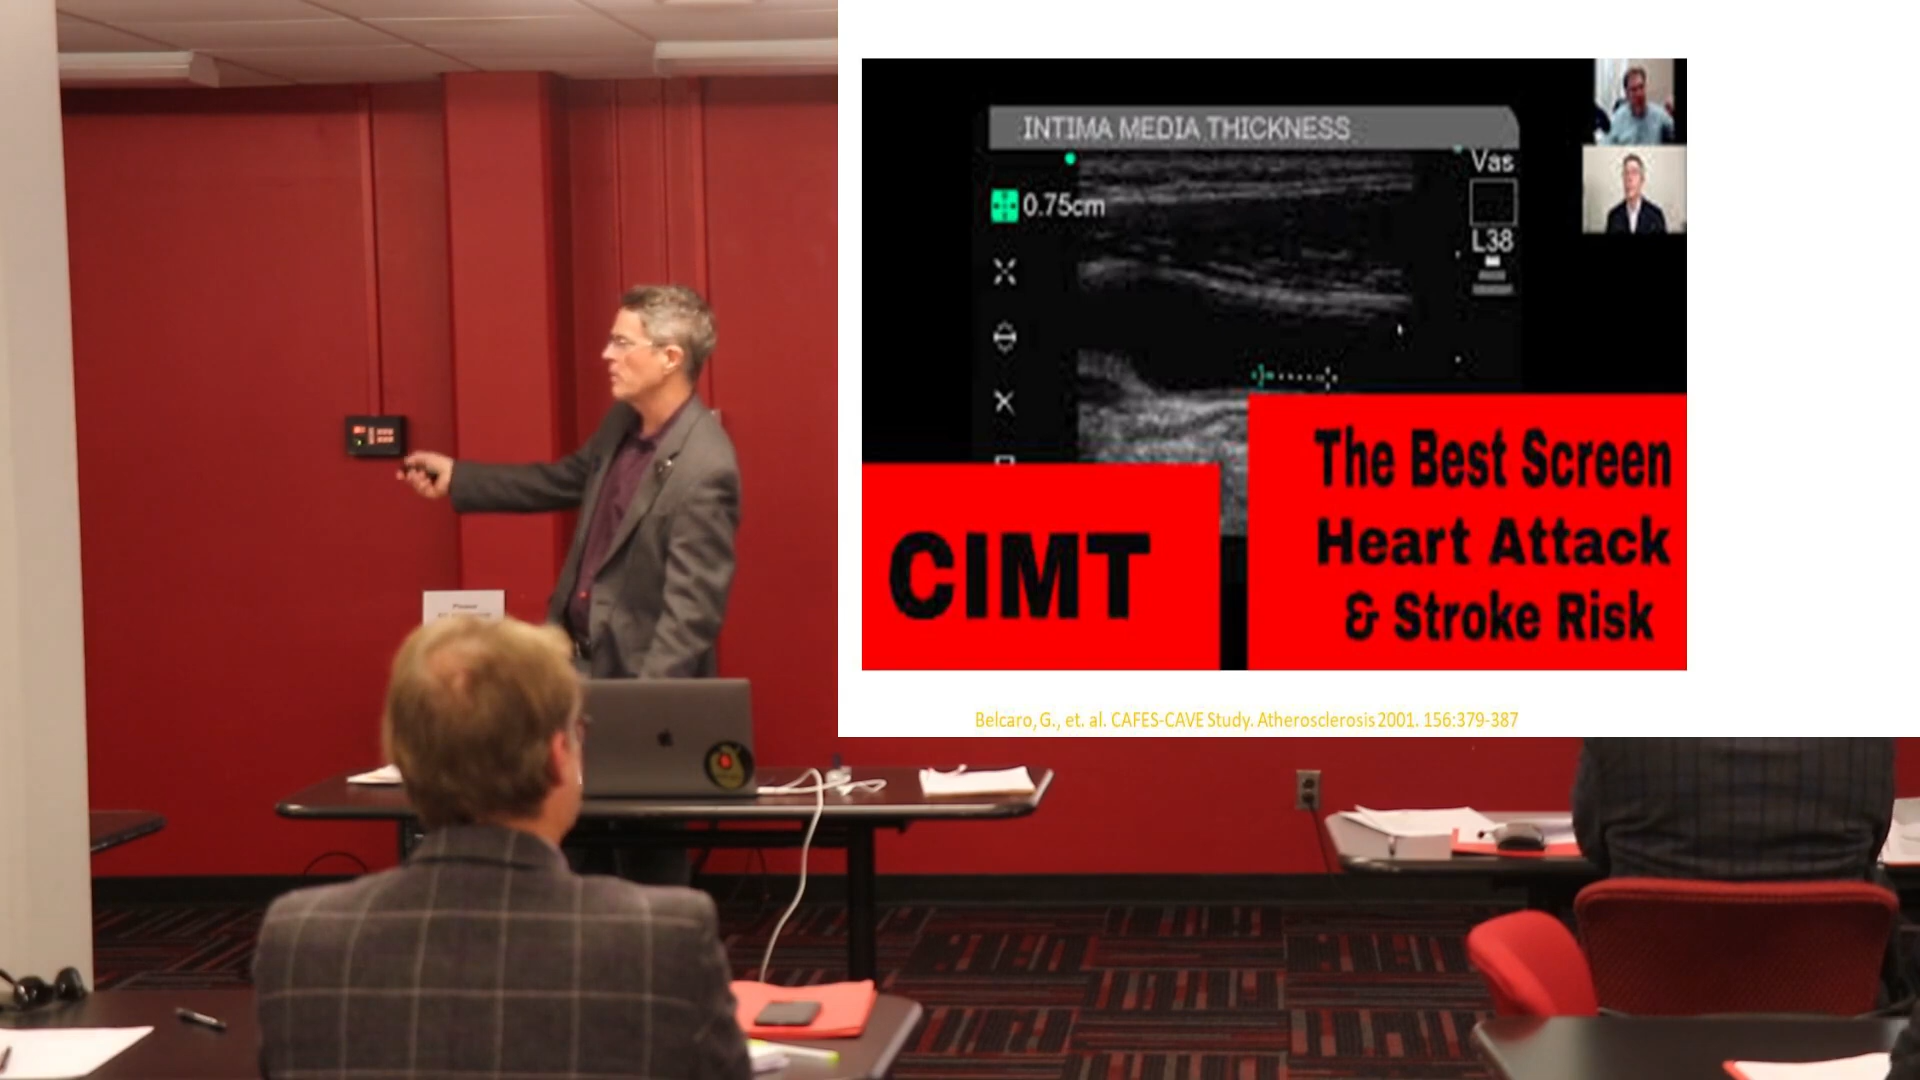 INTIMA MEDIA THICKNESS
Vas
0.75cm
L38
CIMT
The Best Screen
Heart Attack
& Stroke Risk
Belcaro, G., et. al. CAFES-CAVE Study. Atherosclerosis 2001. 156:379-387
Please